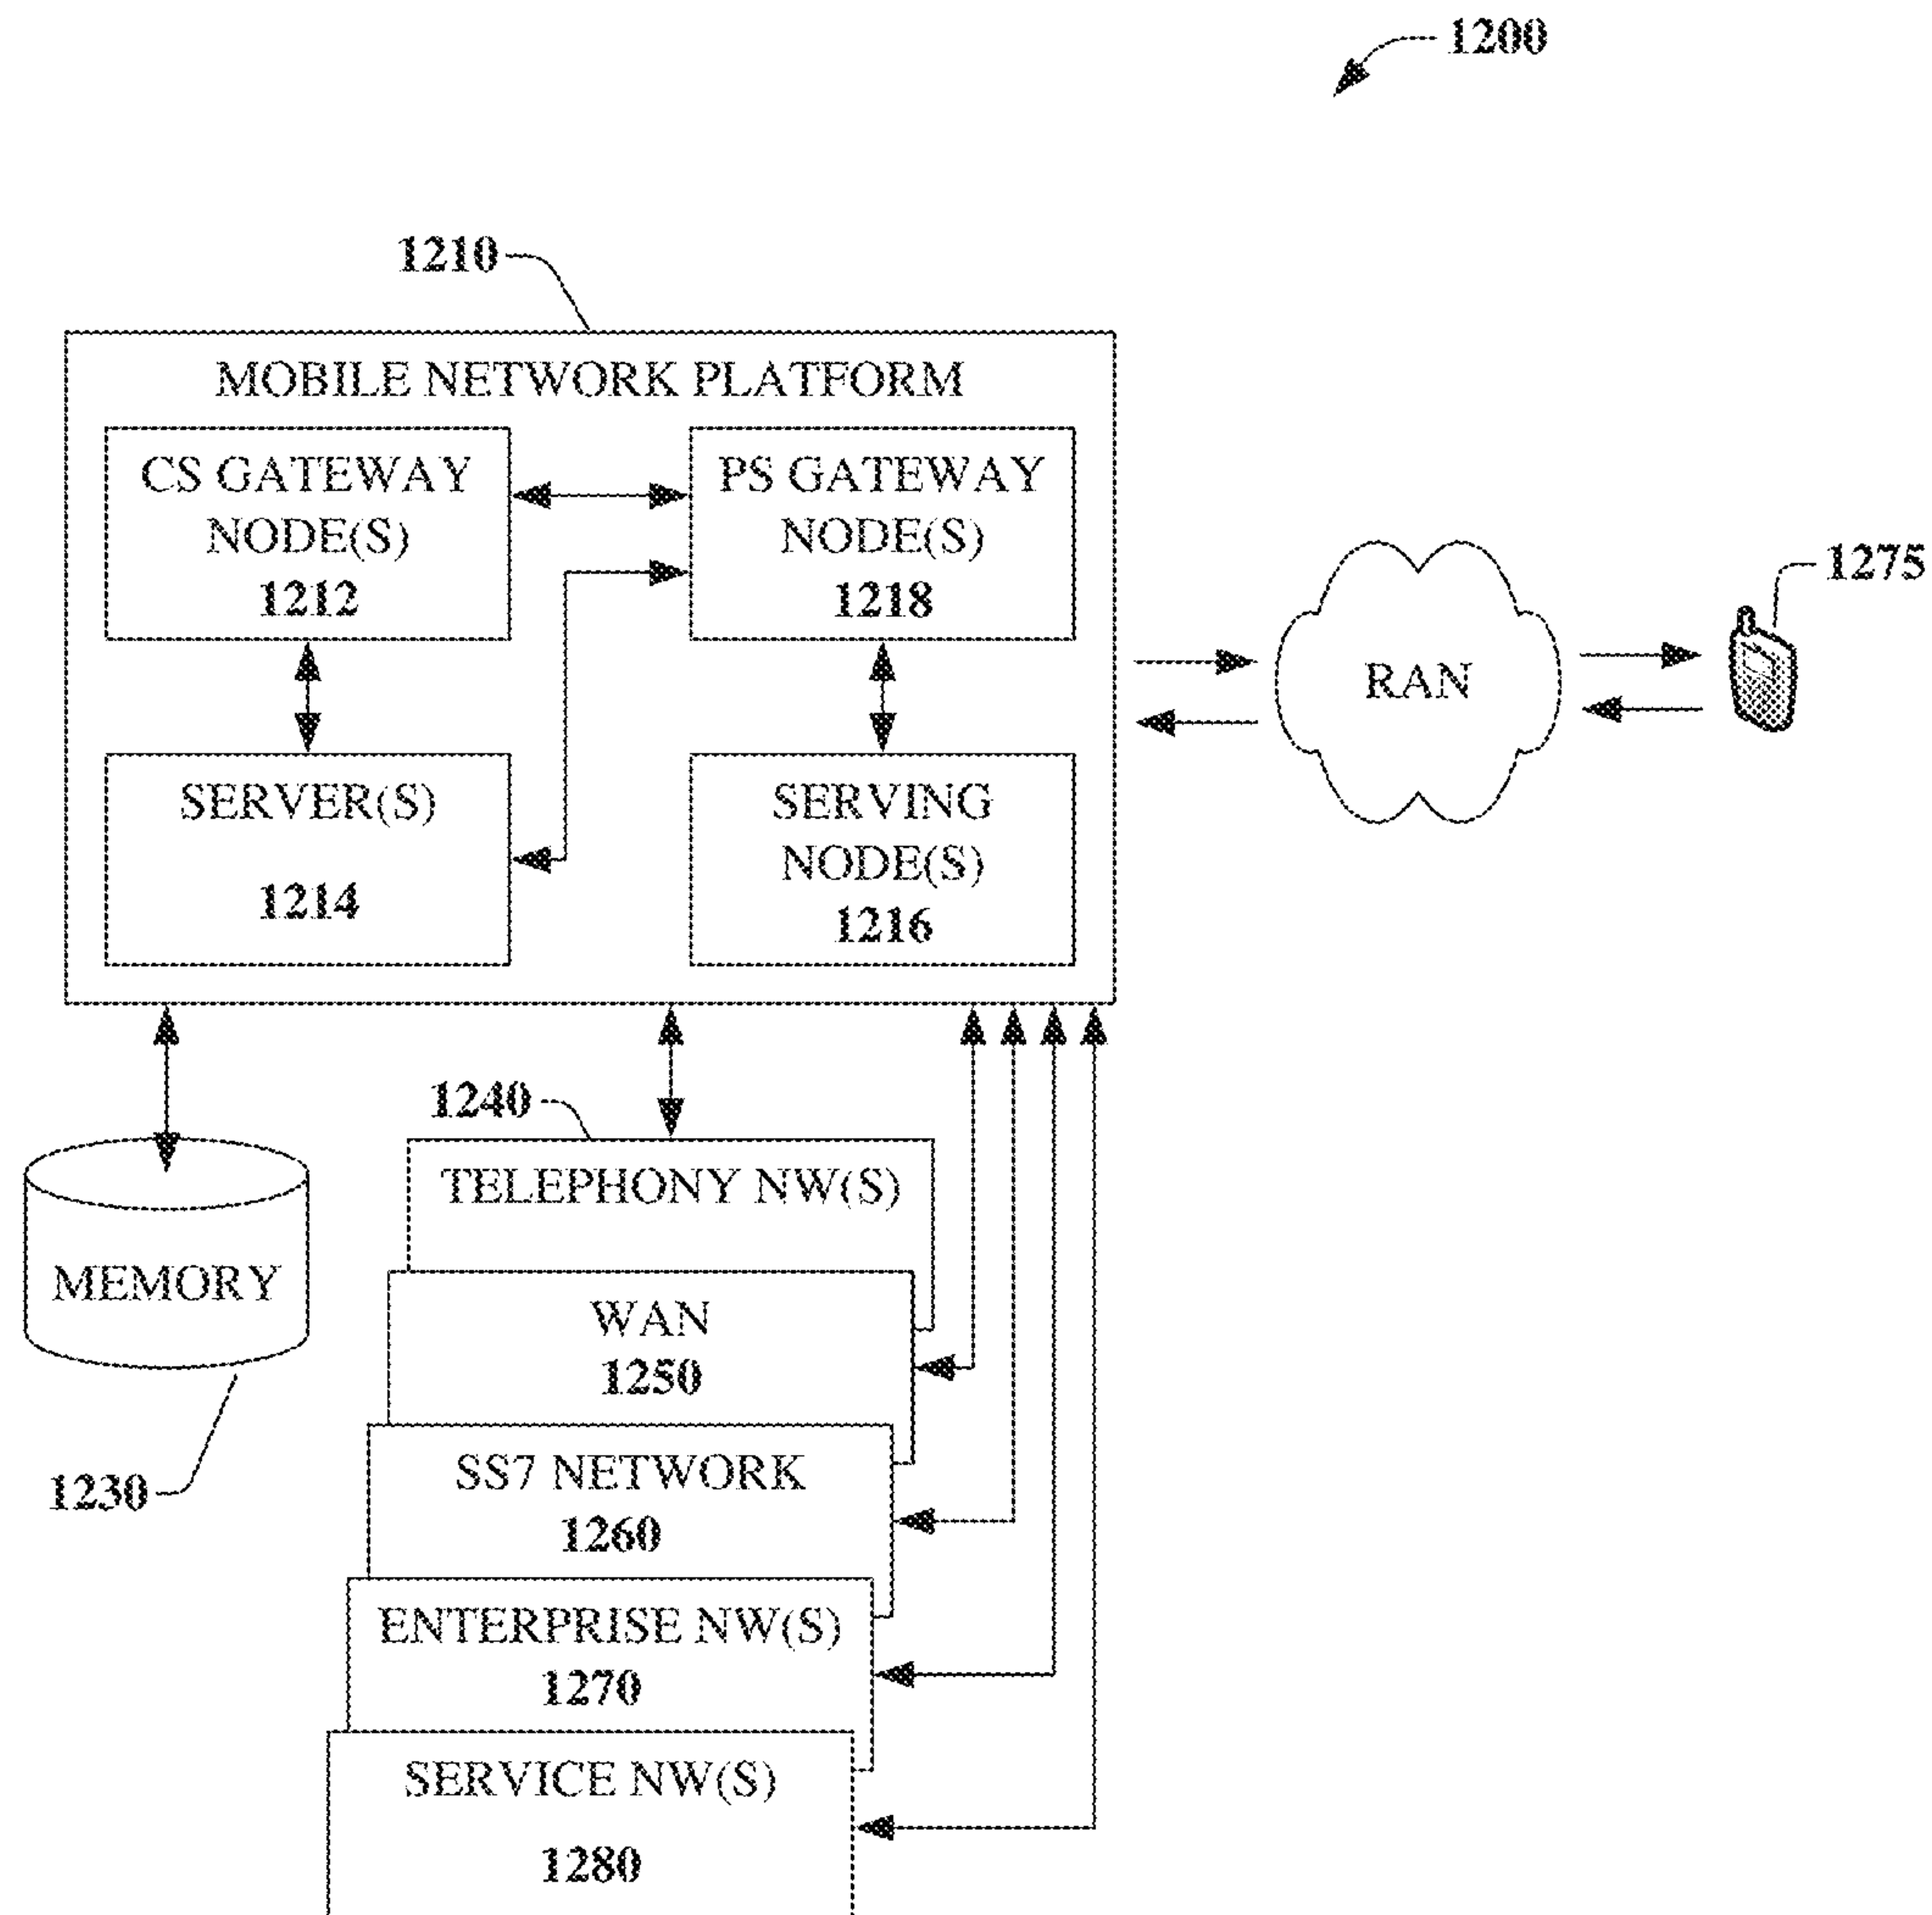 1200
1210
MOBILE NETWORK PLATFORM
CS GATEWAY
NODE(S)
1212
PS GATEWAY
NODE(S)
1218
SERVER(S)
1214
SERVING
NODE(S)
1216
RAN
1275
1240
TELEPHONY NW(S)
MEMORY
1230
WAN
1250
SS7 NETWORK
1260
ENTERPRISE NW(S)
1270
SERVICE NW(S)
1280